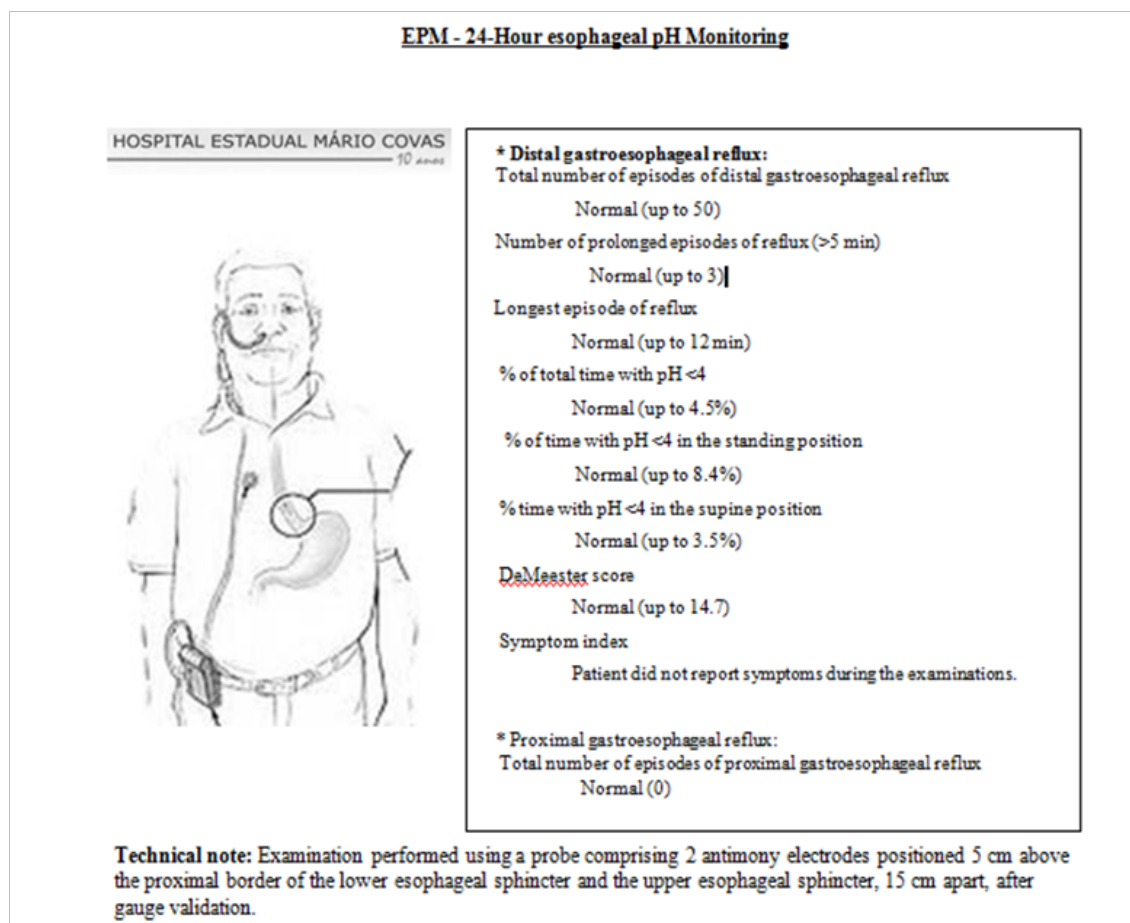 EPM - 24-Hour esophageal pH Monitoring
HOSPITAL ESTADUAL MÁRIO COVAS
10 anos
* Distal gastroesophageal reflux:
Total number of episodes of distal gastroesophageal reflux
Normal (up to 50)
Number of prolonged episodes of reflux (>5 min)
Normal (up to 3)
Longest episode of reflux
Normal (up to 12 min)
% of total time with pH <4
Normal (up to 4.5%)
% of time with pH <4 in the standing position
Normal (up to 8.4%)
% time with pH <4 in the supine position
Normal (up to 3.5%)
DeMeester score
Normal (up to 14.7)
Symptom index
Patient did not report symptoms during the examinations.
* Proximal gastroesophageal reflux:
Total number of episodes of proximal gastroesophageal reflux
Normal (0)
Technical note: Examination performed using a probe comprising 2 antimony electrodes positioned 5 cm above
the proximal border of the lower esophageal sphincter and the upper esophageal sphincter, 15 cm apart, after
gauge validation.